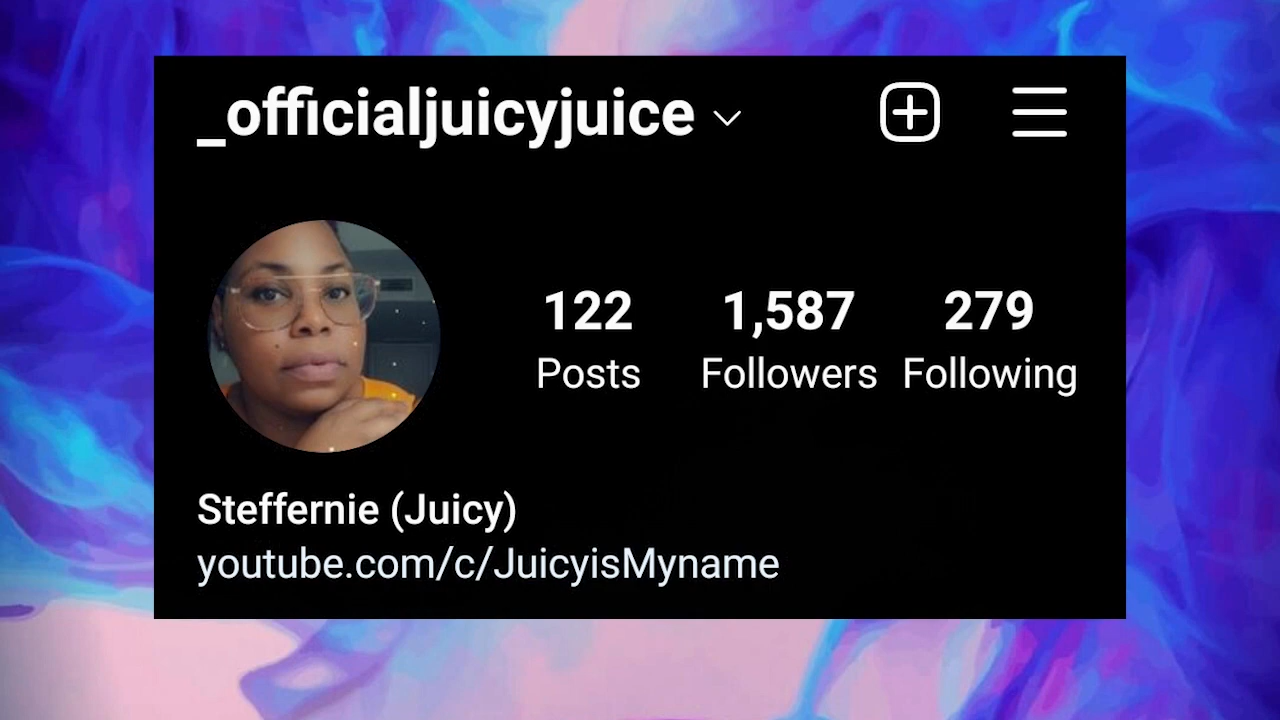 _officialjuicyjuice
122 1,587 279
Posts Followers Following
Steffernie (Juicy)
youtube.com/c/JuicyisMyname